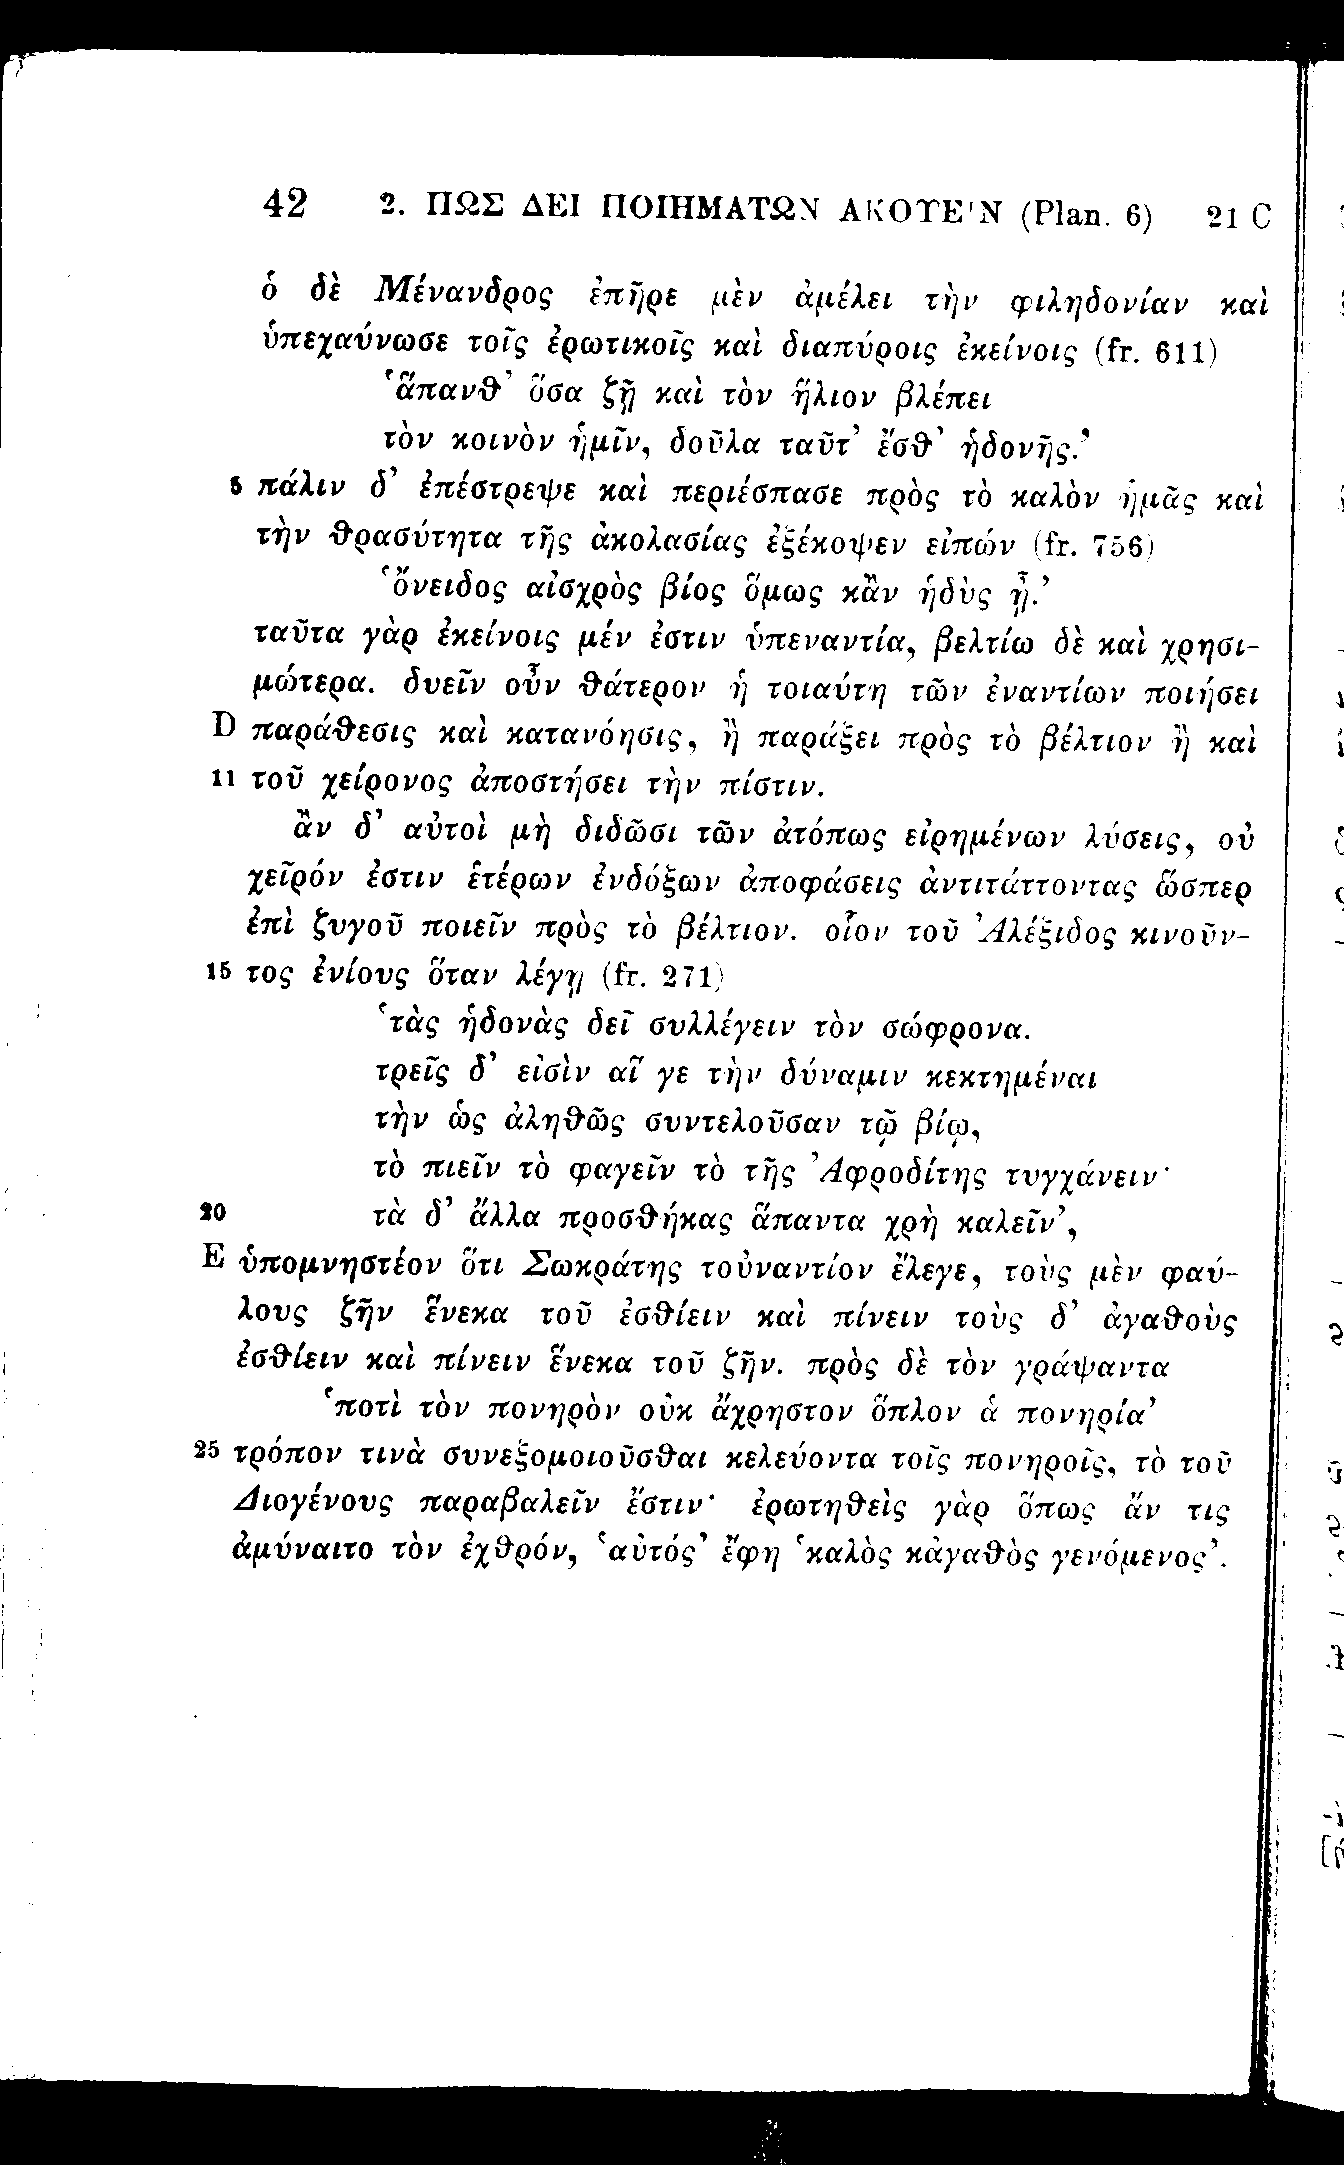 42 2. ΠΩΣ ΔΕΙ ΠΟΙΗΜΑΤΩΝ ΑΚΟΥΕΙΝ (Plan. 6) 21 C
ὁ δὲ Μένανδρος ἐπῆρε μὲν ἀμέλει τὴν φιληδονίαν καὶ
ὑπεχαύνωσε τοῖς ἐρωτικοῖς καὶ διαπύροις ἐκείνοις (fr. 611)
‘ἅπανθ’ ὅσα ζῇ καὶ τὸν ἥλιον βλέπει
τὸν κοινὸν ἡμῖν, δοῦλα ταῦτ’ ἔσθ’ ἡδονῆς.’
5 πάλιν δ’ ἐπέστρεψε καὶ περιέσπασε πρὸς τὸ καλὸν ἡμᾶς καὶ
τὴν θρασύτητα τῆς ἀκολασίας ἐξέκοψεν εἰπών (fr. 756)
‘ὄνειδος αἰσχρὸς βίος ὅμως κἂν ἡδὺς ᾖ.’
ταῦτα γὰρ ἐκείνοις μέν ἐστιν ὑπεναντία, βελτίω δὲ καὶ χρησι-
μώτερα. δυεῖν οὖν θάτερον ἡ τοιαύτη τῶν ἐναντίων ποιήσει
D παράθεσις καὶ κατανόησις, ἢ παράξει πρὸς τὸ βέλτιον ἢ καὶ
11 τοῦ χείρονος ἀποστήσει τὴν πίστιν.
ἂν δ’ αὐτοὶ μὴ διδῶσι τῶν ἀτόπως εἰρημένων λύσεις, οὐ
χεῖρόν ἐστιν ἑτέρων ἐνδόξων ἀποφάσεις ἀντιτάττοντας ὥσπερ
ἐπὶ ζυγοῦ ποιεῖν πρὸς τὸ βέλτιον. οἷον τοῦ Ἀλέξιδος κινοῦν-
15 τος ἐνίους ὅταν λέγῃ (fr. 271)
‘τὰς ἡδονὰς δεῖ συλλέγειν τὸν σώφρονα.
τρεῖς δ’ εἰσὶν αἵ γε τὴν δύναμιν κεκτημέναι
τὴν ὡς ἀληθῶς συντελοῦσαν τῷ βίῳ,
τὸ πιεῖν τὸ φαγεῖν τὸ τῆς Ἀφροδίτης τυγχάνειν·
20 τὰ δ’ ἄλλα προσθήκας ἅπαντα χρὴ καλεῖν’,
E ὑπομνηστέον ὅτι Σωκράτης τοὐναντίον ἔλεγε, τοὺς μὲν φαύ-
λους ζῆν ἕνεκα τοῦ ἐσθίειν καὶ πίνειν τοὺς δ’ ἀγαθοὺς
ἐσθίειν καὶ πίνειν ἕνεκα τοῦ ζῆν. πρὸς δὲ τὸν γράψαντα
‘ποτὶ τὸν πονηρὸν οὐκ ἄχρηστον ὅπλον ἁ πονηρία’
25 τρόπον τινὰ συνεξομοιοῦσθαι κελεύοντα τοῖς πονηροῖς, τὸ τοῦ
Διογένους παραβαλεῖν ἔστιν· ἐρωτηθεὶς γὰρ ὅπως ἄν τις
ἀμύναιτο τὸν ἐχθρόν, ‘αὐτός’ ἔφη ‘καλὸς κἀγαθὸς γενόμενος’.